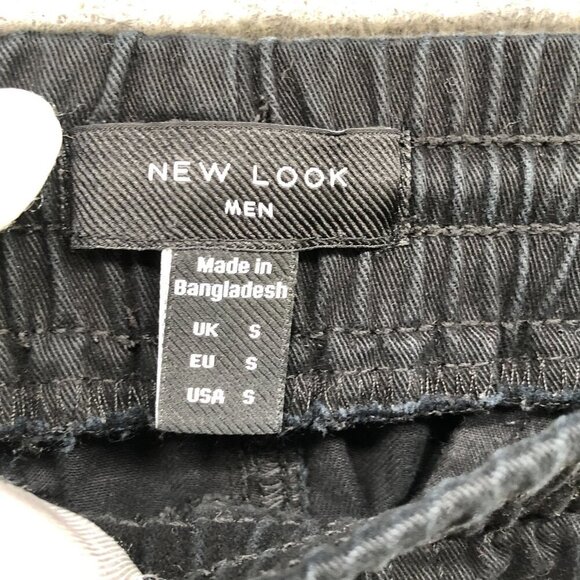 NEW LOOK
MEN
Made in
Bangladesh
UK S
EU S
USA S